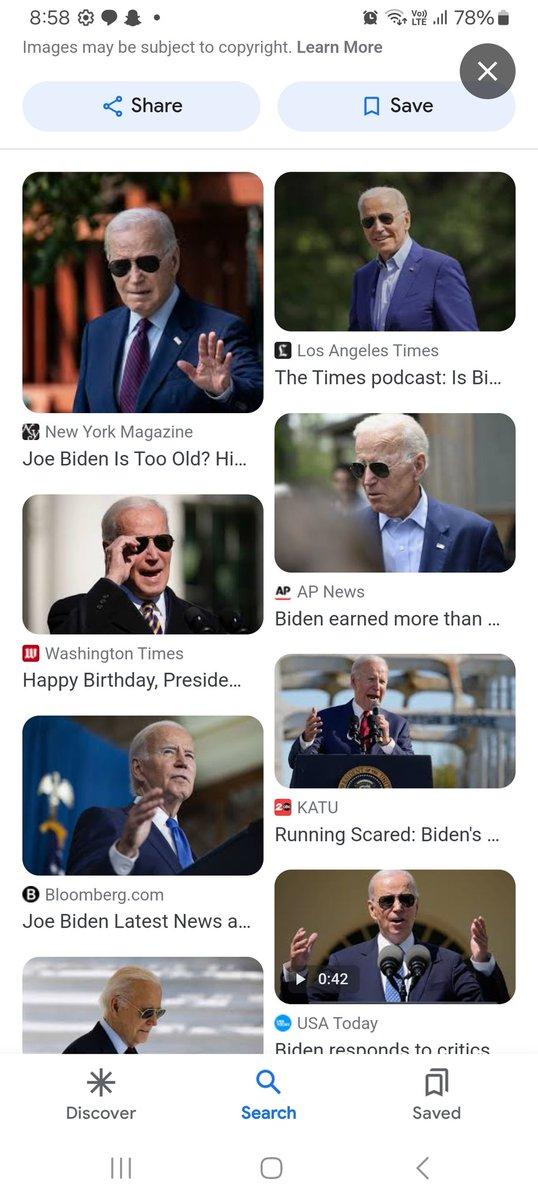 8:58
Vo)) LTE 78%
Images may be subject to copyright. Learn More
Share
Save
New York Magazine
Joe Biden Is Too Old? Hi...
Los Angeles Times
The Times podcast: Is Bi...
Washington Times
Happy Birthday, Preside...
AP
AP News
Biden earned more than ...
Bloomberg.com
Joe Biden Latest News a...
KATU
Running Scared: Biden's ...
0:42
USA Today
Biden responds to critics
Discover
Search
Saved